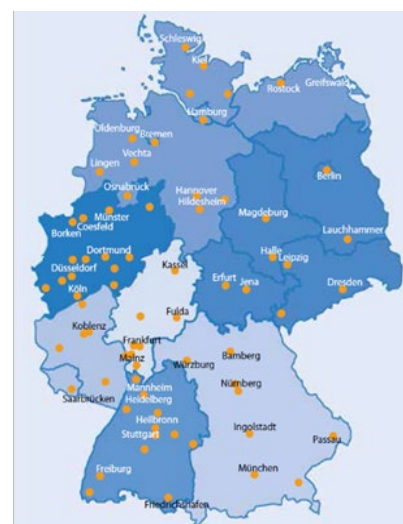 Schleswig
Kiel
Rostock
Greifswald
Hamburg
Oldenburg
Bremen
Vechta
Lingen
Osnabrück
Hannover
Hildesheim
Berlin
Münster
Coesfeld
Borken
Magdeburg
Lauchhammer
Dortmund
Düsseldorf
Köln
Kassel
Halle
Leipzig
Erfurt
Jena
Dresden
Fulda
Koblenz
Frankfurt
Mainz
Würzburg
Bamberg
Saarbrücken
Mannheim
Heidelberg
Nürnberg
Heilbronn
Stuttgart
Ingolstadt
Passau
Freiburg
München
Friedrichshafen